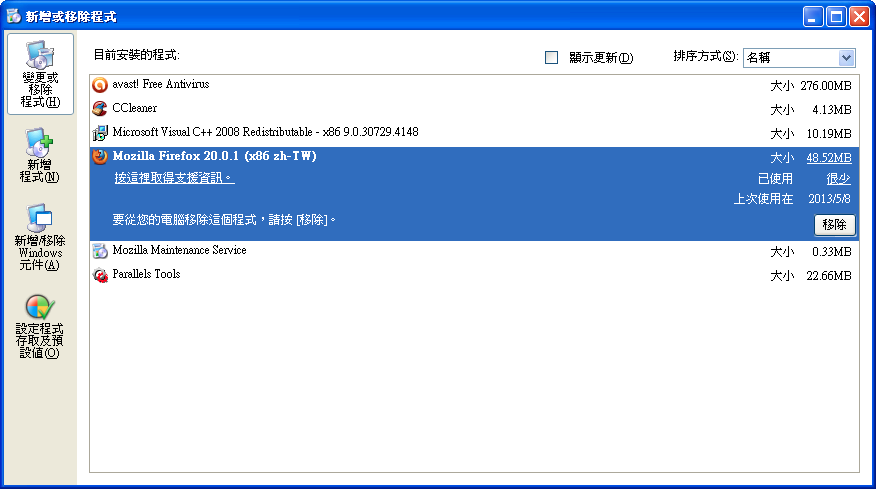 新增或移除程式
變更或
移除
程式(H)
新增
程式(N)
新增/移除
Windows
元件(A)
設定程式
存取及預
設值(O)
目前安裝的程式:
顯示更新(D)
排序方式(S): 名稱
avast! Free Antivirus 大小 276.00MB
CCleaner 大小 4.13MB
Microsoft Visual C++ 2008 Redistributable - x86 9.0.30729.4148 大小 10.19MB
Mozilla Firefox 20.0.1 (x86 zh-TW) 大小 48.52MB
按這裡取得支援資訊。 已使用 很少
上次使用在 2013/5/8
要從您的電腦移除這個程式，請按 [移除]。 移除
Mozilla Maintenance Service 大小 0.33MB
Parallels Tools 大小 22.66MB